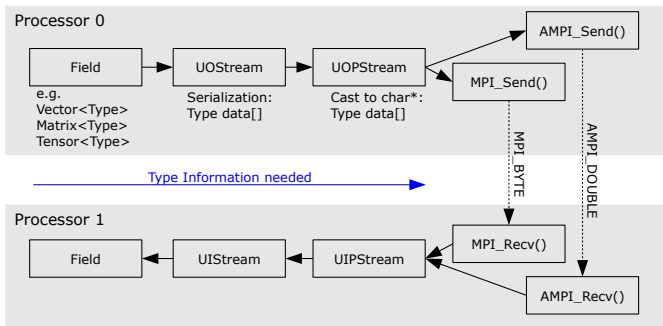 Processor 0
Field
UOStream
UOPStream
AMPI_Send()
MPI_Send()
e.g.
Vector<Type>
Matrix<Type>
Tensor<Type>
Serialization:
Type data[]
Cast to char*:
Type data[]
MPI_BYTE
AMPI_DOUBLE
Type Information needed
Processor 1
Field
UIStream
UIPStream
MPI_Recv()
AMPI_Recv()